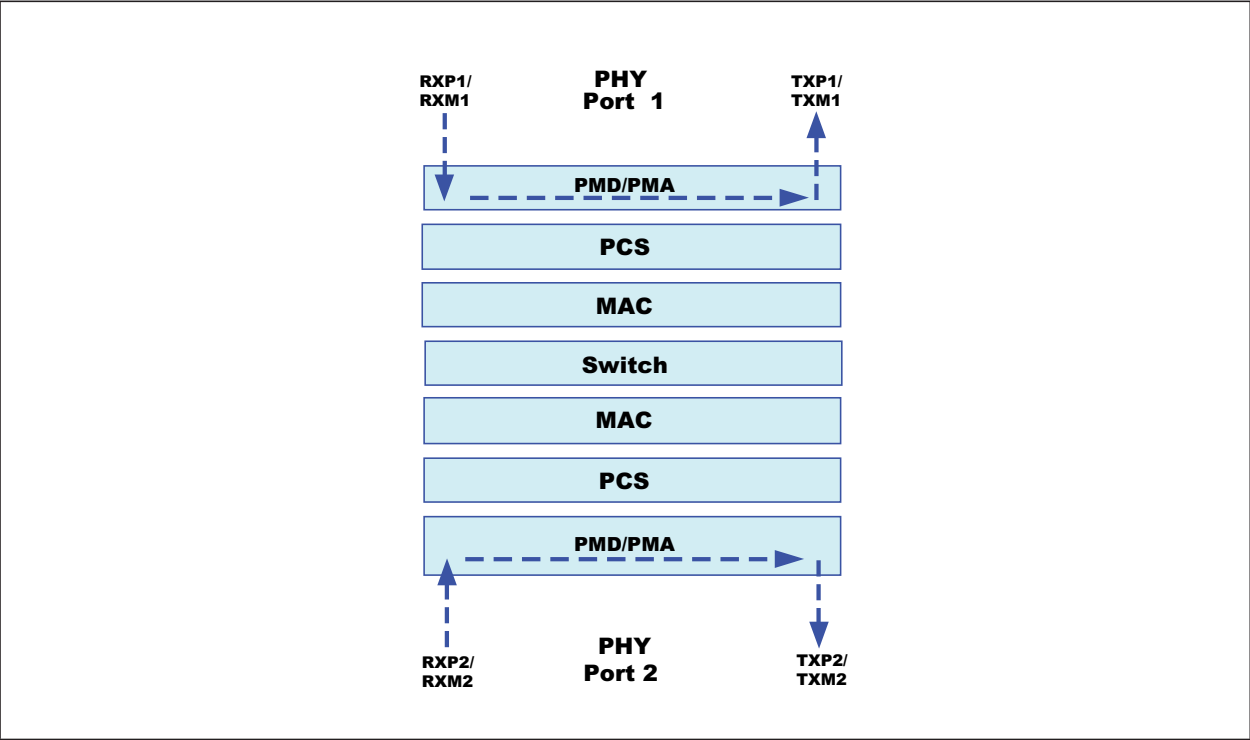 RXP1/
RXM1
PHY
Port 1
TXP1/
TXM1
PMD/PMA
PCS
MAC
Switch
MAC
PCS
PMD/PMA
RXP2/
RXM2
PHY
Port 2
TXP2/
TXM2